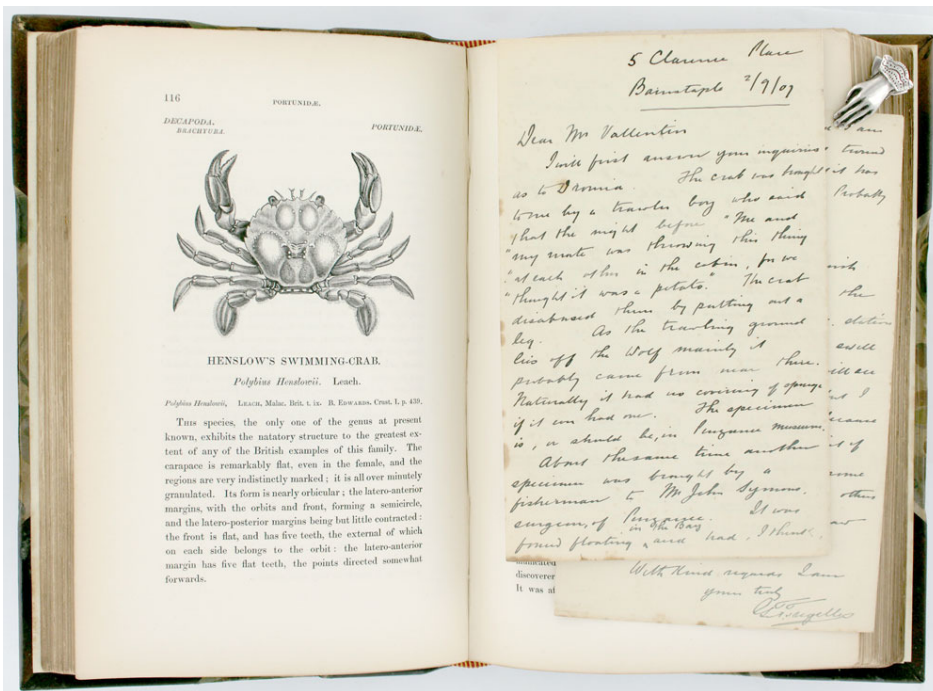 116
PORTUNIDÆ.
DECAPODA.
BRACHYURA.
PORTUNIDÆ.
HENSLOW'S SWIMMING-CRAB.
Polybius Henslowii. Leach.
Polybius Henslowii, LEACH, Malac. Brit. t. ix. B. EDWARDS, Crust. I. p. 439.
THIS species, the only one of the genus at present
known, exhibits the natatory structure to the greatest ex-
tent of any of the British examples of this family. The
carapace is remarkably flat, even in the female, and the
regions are very indistinctly marked; it is all over minutely
granulated. Its form is nearly orbicular; the latero-anterior
margins, with the orbits and front, forming a semicircle,
and the latero-posterior margins being but little contracted:
the front is flat, and has five teeth, the external of which
on each side belongs to the orbit: the latero-anterior
margin has five flat teeth, the points directed somewhat
forwards.
5 Clarence Place
Barnstaple 2/9/07
Dear Mr Vallentin
I will first answer your inquiries
as to Dromia. The crab was brought
to me by a trawler boy who said
that the night before "Me and
"my mate was throwing this thing
"at each other in the cabin, for we
"thought it was a potato." The crab
disabused them by putting out a
leg. As the trawling ground
lies off the Wolf mainly it
probably came from near there.
Naturally it had no covering of sponge
if it ever had one. The specimen
is, or should be, in Penzance museum.
About the same time another
specimen was brought by a
fisherman to Mr John Symons,
surgeon, of Penzance. It was
found floating in the Bay and had, I think
I am
turned
it has
Probably
the
swell
will see
I
if
discoverer
It was
With kind regards I am
yours truly